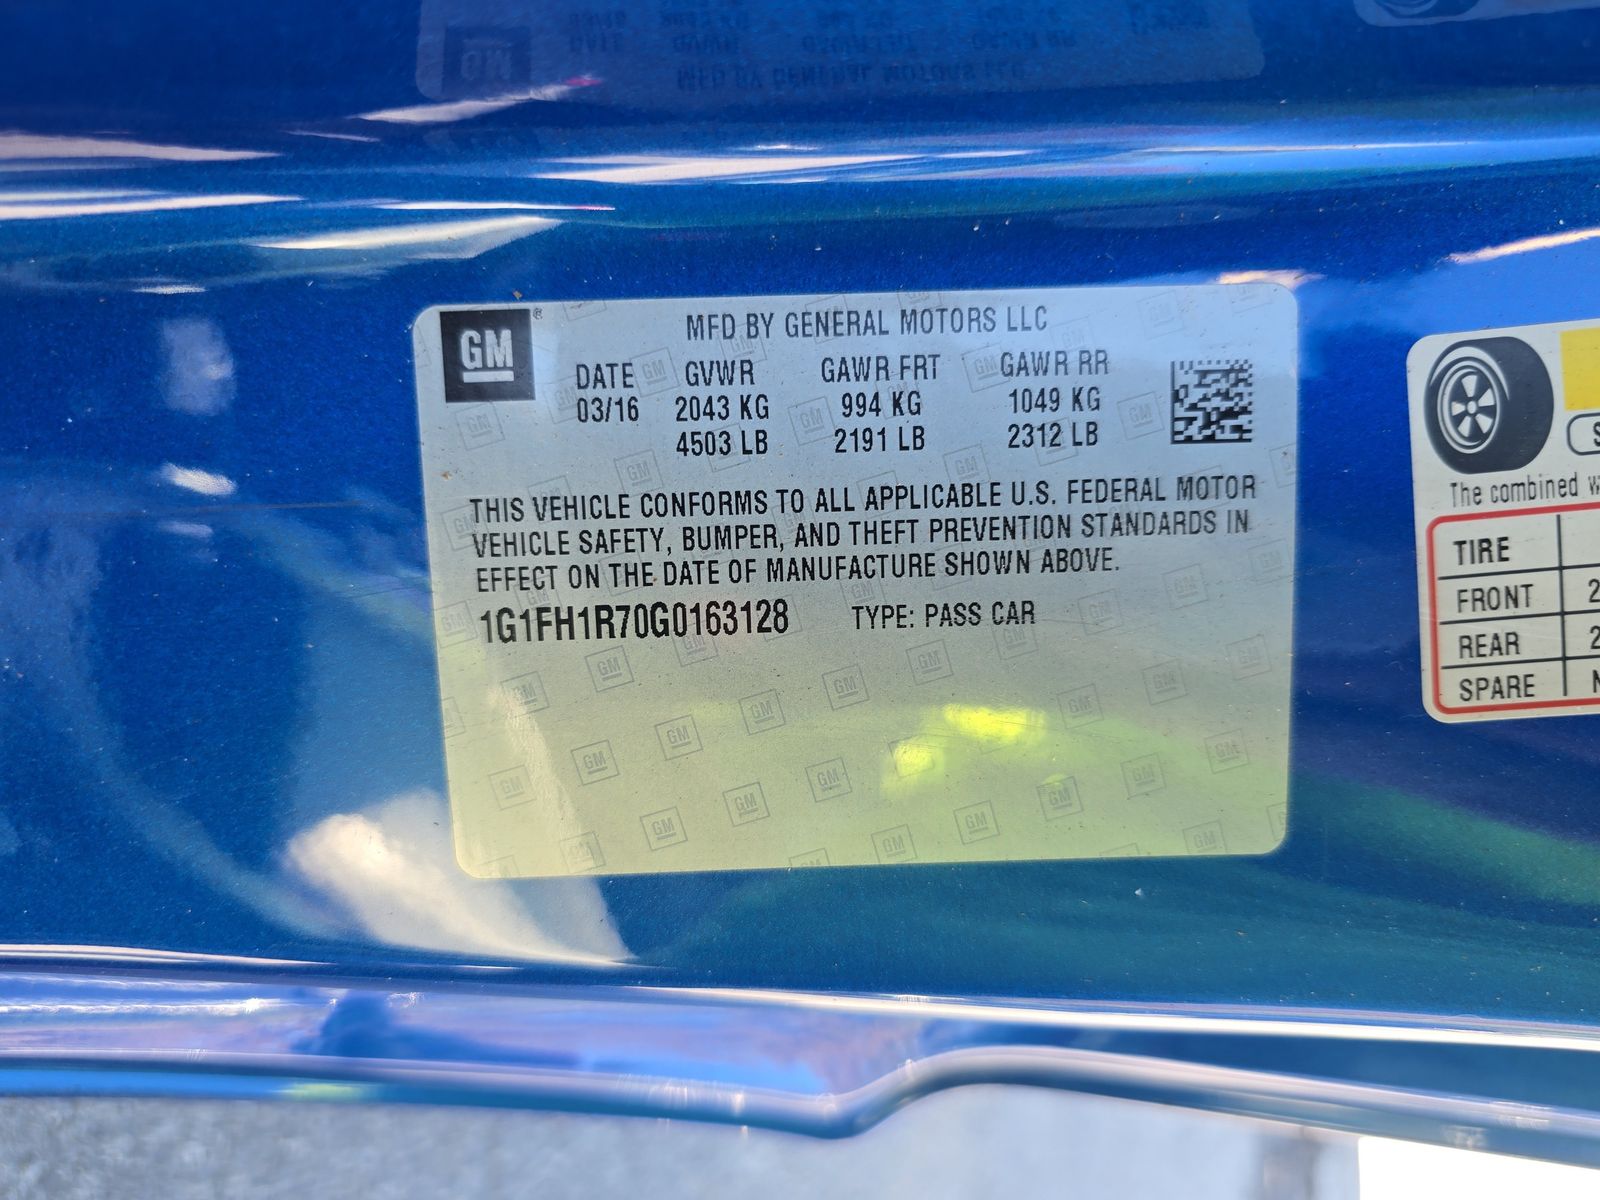 GM
MFD BY GENERAL MOTORS LLC
DATE GVWR GAWR FRT GAWR RR
03/16 2043 KG 994 KG 1049 KG
4503 LB 2191 LB 2312 LB
THIS VEHICLE CONFORMS TO ALL APPLICABLE U.S. FEDERAL MOTOR
VEHICLE SAFETY, BUMPER, AND THEFT PREVENTION STANDARDS IN
EFFECT ON THE DATE OF MANUFACTURE SHOWN ABOVE.
1G1FH1R70G0163128 TYPE: PASS CAR
The combined
TIRE
FRONT 2
REAR 2
SPARE N